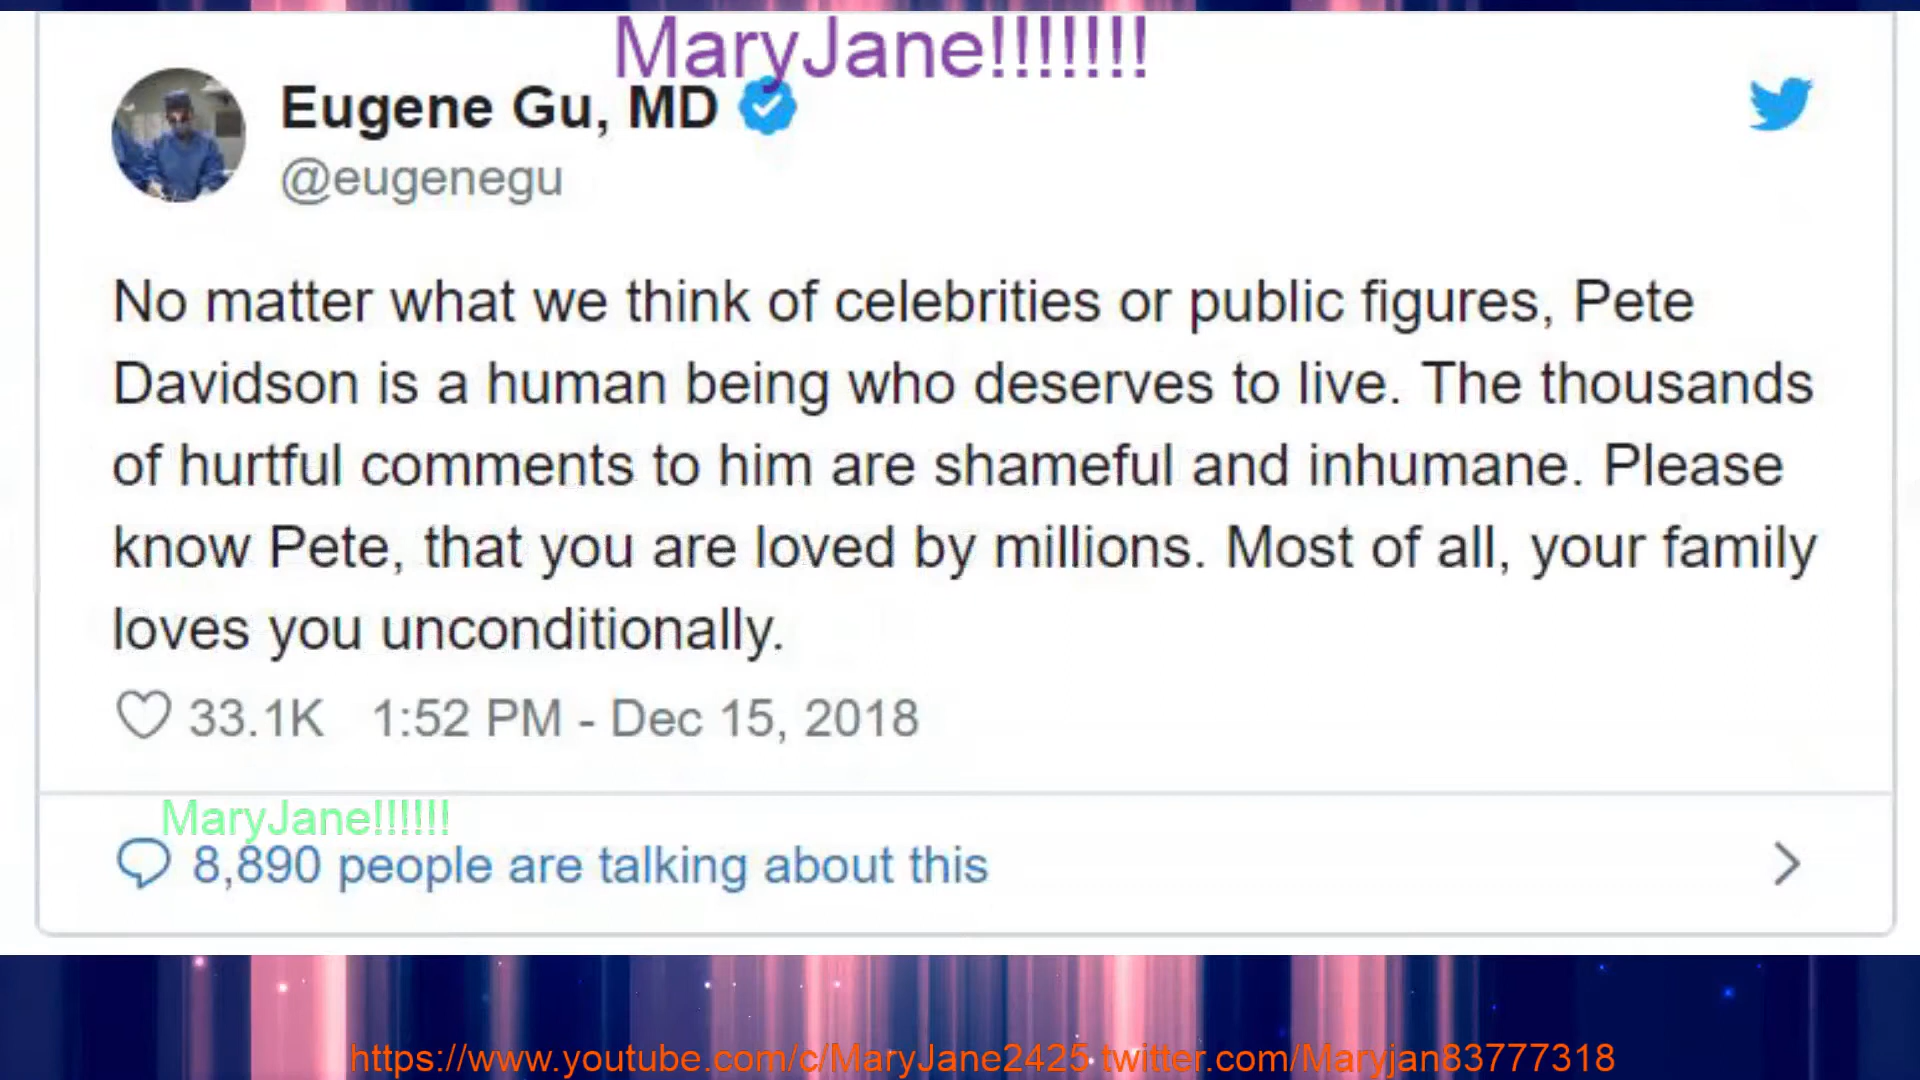 MaryJane!!!!!!!
Eugene Gu, MD
@eugenegu
No matter what we think of celebrities or public figures, Pete
Davidson is a human being who deserves to live. The thousands
of hurtful comments to him are shameful and inhumane. Please
know Pete, that you are loved by millions. Most of all, your family
loves you unconditionally.
33.1K 1:52 PM - Dec 15, 2018
MaryJane!!!!!!
8,890 people are talking about this
https://www.youtube.com/c/MaryJane2425 twitter.com/Maryjan83777318